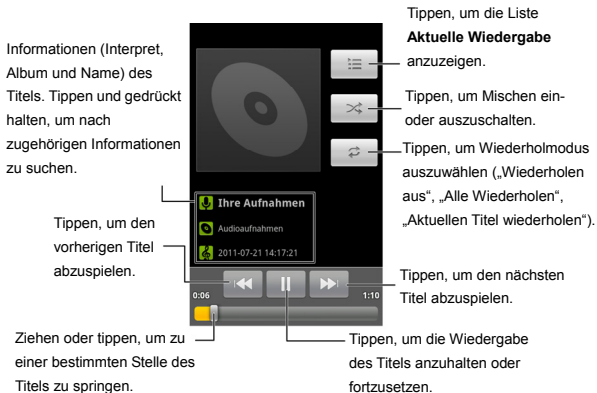 Tippen, um die Liste
Aktuelle Wiedergabe
anzuzeigen.
Informationen (Interpret,
Album und Name) des
Titels. Tippen und gedrückt
halten, um nach
zugehörigen Informationen
zu suchen.
Tippen, um Mischen ein-
oder auszuschalten.
Tippen, um Wiederholmodus
auszuwählen („Wiederholen
aus“, „Alle Wiederholen“,
„Aktuellen Titel wiederholen“).
Ihre Aufnahmen
Audioaufnahmen
2011-07-21 14:17:21
Tippen, um den
vorherigen Titel
abzuspielen.
Tippen, um den nächsten
Titel abzuspielen.
0:06
1:10
Ziehen oder tippen, um zu
einer bestimmten Stelle des
Titels zu springen.
Tippen, um die Wiedergabe
des Titels anzuhalten oder
fortzusetzen.